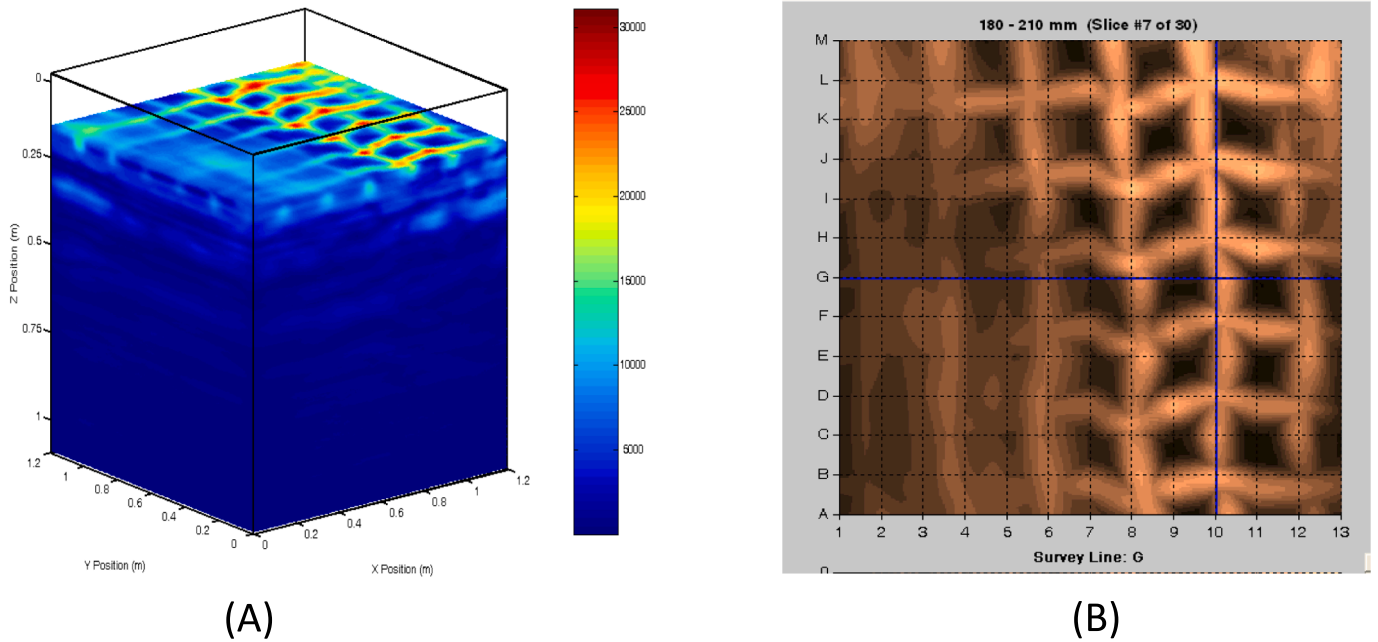 0
0.25
0.5
0.75
1
Z Position (m)
1.2
1
0.8
0.6
0.4
0.2
0
Y Position (m)
0
0.2
0.4
0.6
0.8
1
1.2
X Position (m)
30000
25000
20000
15000
10000
5000
(A)
180 - 210 mm (Slice #7 of 30)
M
L
K
J
I
H
G
F
E
D
C
B
A
1 2 3 4 5 6 7 8 9 10 11 12 13
Survey Line: G
(B)